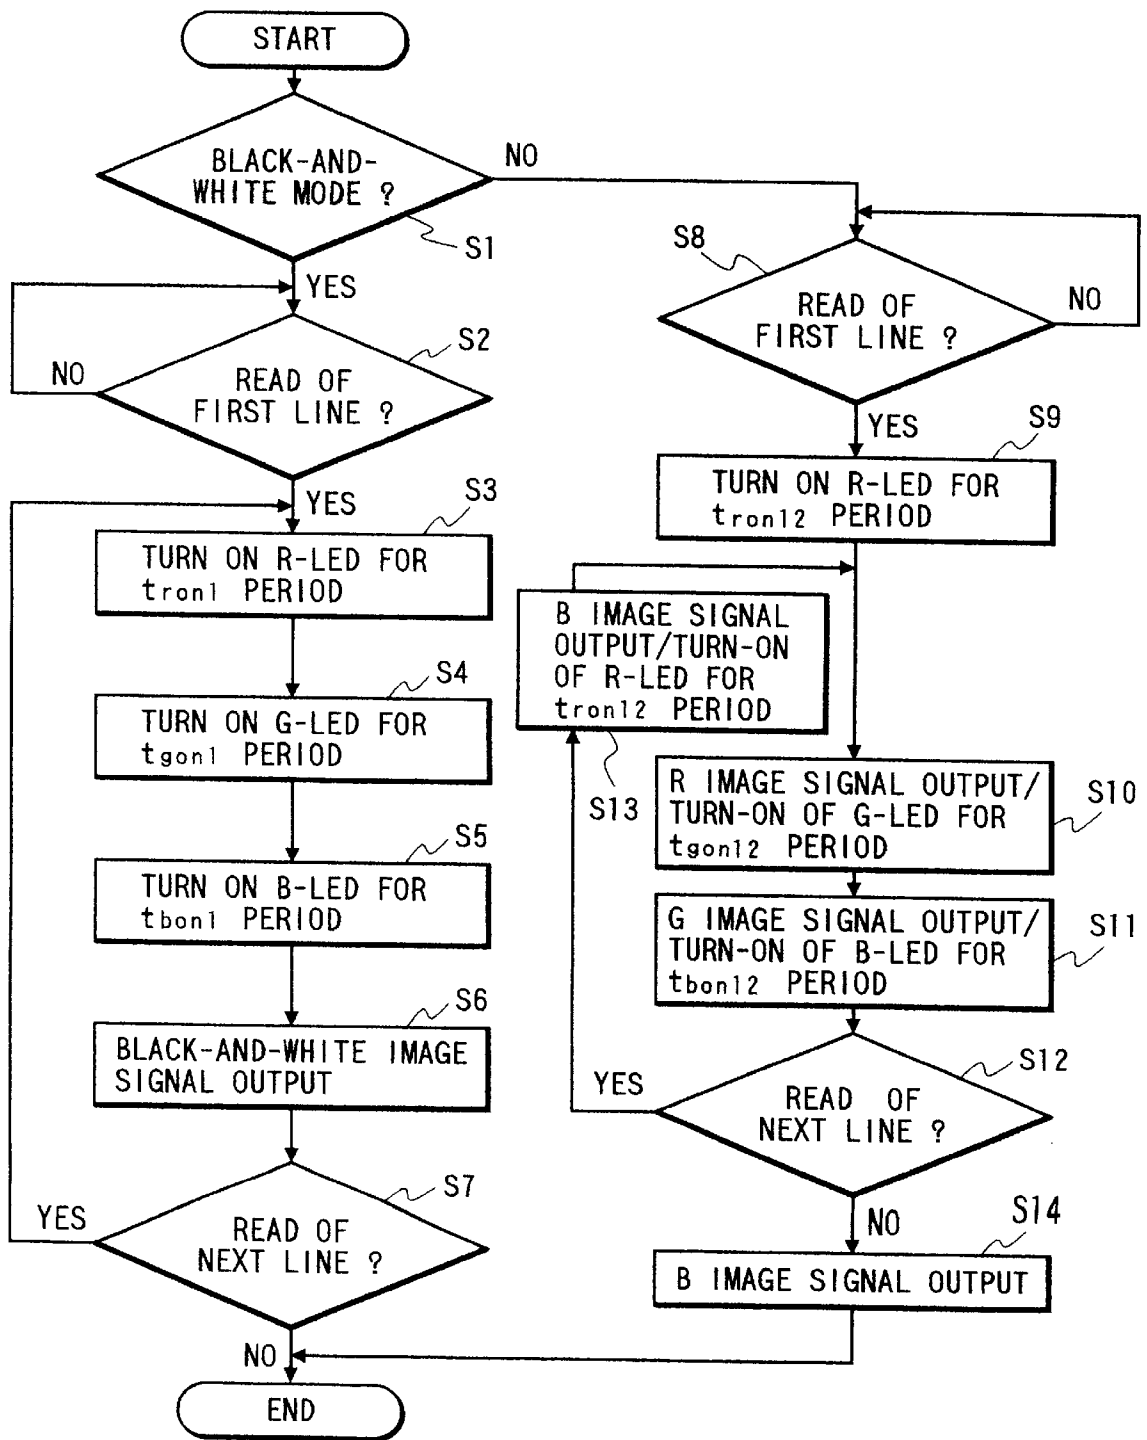 START
BLACK-AND-
WHITE MODE ?
S1
NO
YES
READ OF
FIRST LINE ?
S2
NO
YES
TURN ON R-LED FOR
tron1 PERIOD
S3
TURN ON G-LED FOR
tgon1 PERIOD
S4
TURN ON B-LED FOR
tbon1 PERIOD
S5
BLACK-AND-WHITE IMAGE
SIGNAL OUTPUT
S6
READ OF
NEXT LINE ?
S7
YES
NO
END
S8
READ OF
FIRST LINE ?
NO
YES
S9
TURN ON R-LED FOR
tron12 PERIOD
B IMAGE SIGNAL
OUTPUT/TURN-ON
OF R-LED FOR
tron12 PERIOD
S13
R IMAGE SIGNAL OUTPUT/
TURN-ON OF G-LED FOR
tgon12 PERIOD
S10
G IMAGE SIGNAL OUTPUT/
TURN-ON OF B-LED FOR
tbon12 PERIOD
S11
READ OF
NEXT LINE ?
S12
YES
NO
S14
B IMAGE SIGNAL OUTPUT